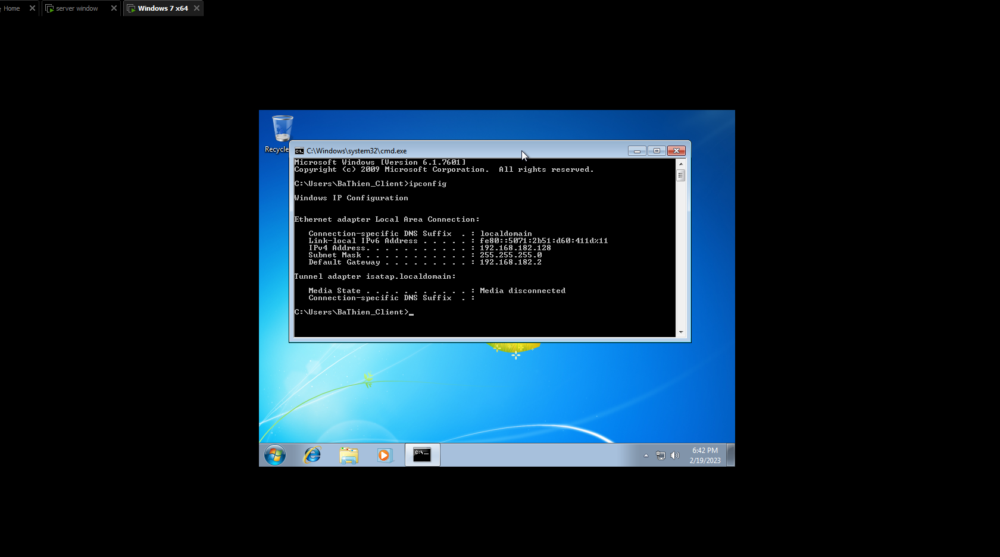 Home
server window
Windows 7 x64
Recycle
C:\Windows\system32\cmd.exe
Microsoft Windows [Version 6.1.7601]
Copyright (c) 2009 Microsoft Corporation.  All rights reserved.
C:\Users\BaThien_Client>ipconfig
Windows IP Configuration
Ethernet adapter Local Area Connection:
Connection-specific DNS Suffix  . : localdomain
Link-local IPv6 Address . . . . . : fe80::5071:2b51:d60:411d%11
IPv4 Address. . . . . . . . . . . : 192.168.182.128
Subnet Mask . . . . . . . . . . . : 255.255.255.0
Default Gateway . . . . . . . . . : 192.168.182.2
Tunnel adapter isatap.localdomain:
Media State . . . . . . . . . . . : Media disconnected
Connection-specific DNS Suffix  . :
C:\Users\BaThien_Client>_
6:42 PM
2/19/2023